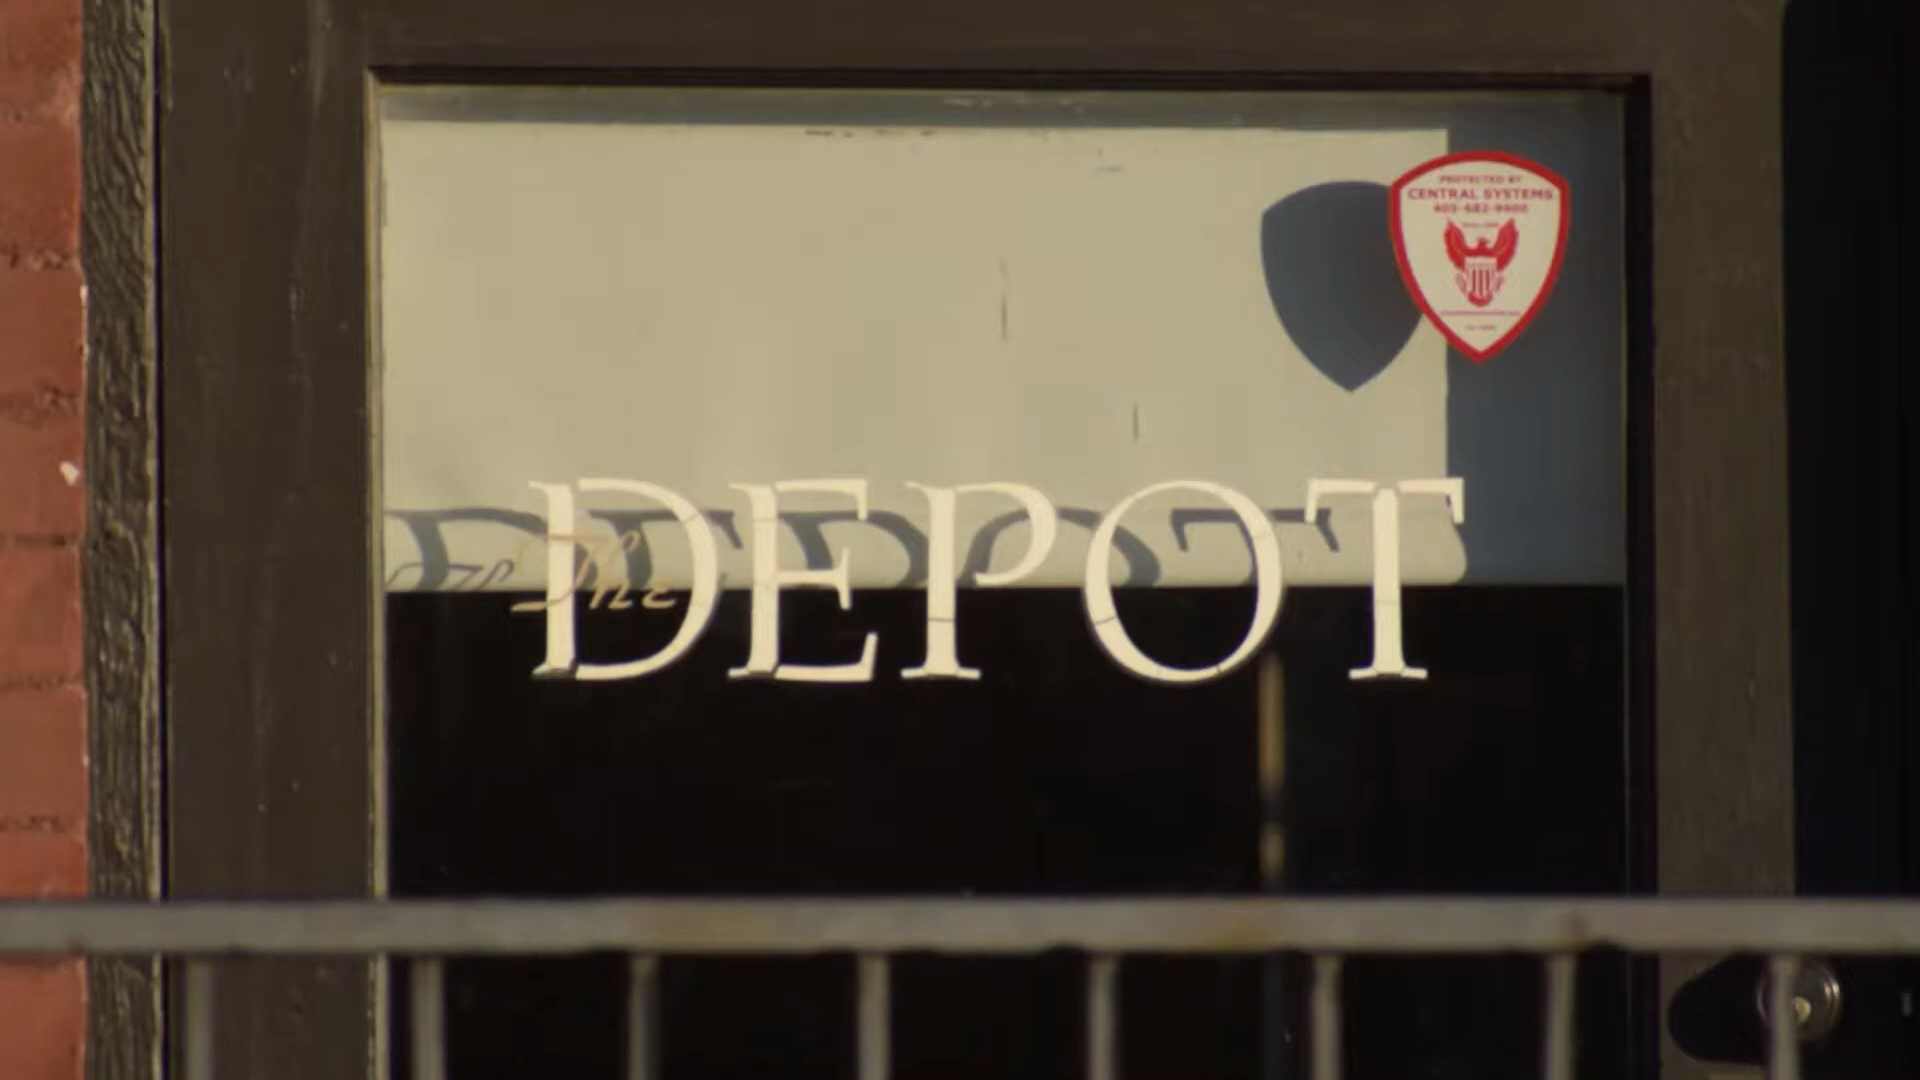 PROTECTED BY
CENTRAL SYSTEMS
405-682-9900
The
DEPOT